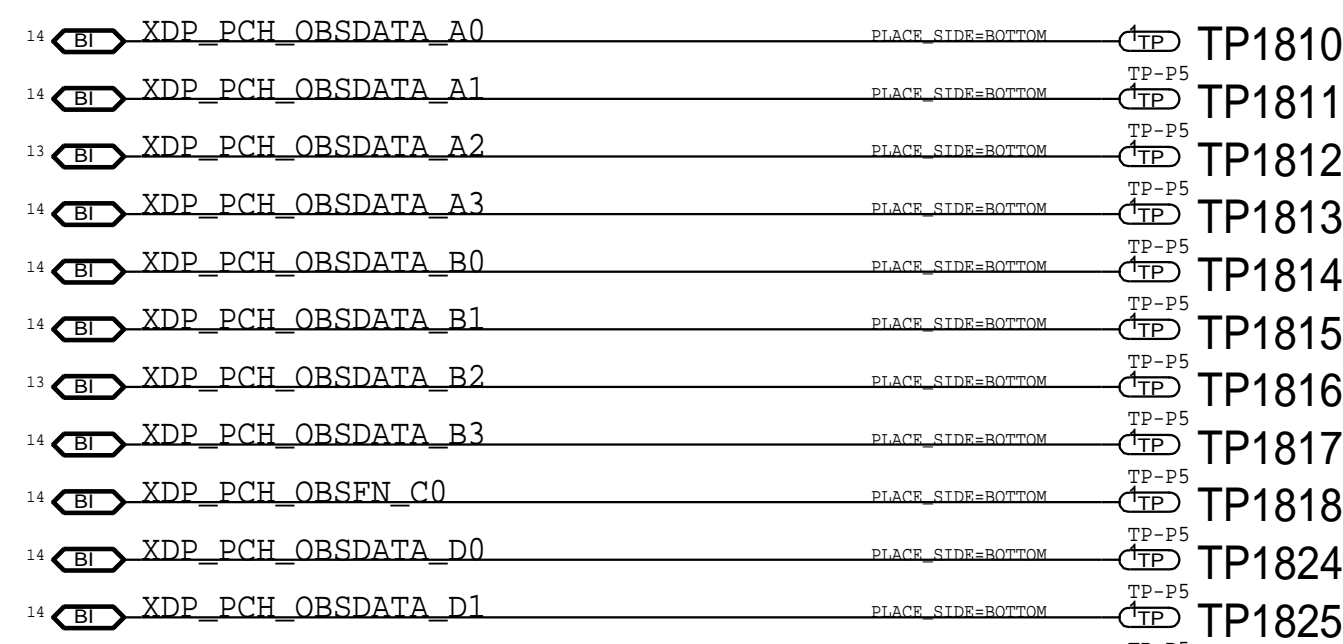 14 BI XDP_PCH_OBSDATA_A0 PLACE_SIDE=BOTTOM 1 TP TP1810
TP-P5
14 BI XDP_PCH_OBSDATA_A1 PLACE_SIDE=BOTTOM 1 TP TP1811
TP-P5
13 BI XDP_PCH_OBSDATA_A2 PLACE_SIDE=BOTTOM 1 TP TP1812
TP-P5
14 BI XDP_PCH_OBSDATA_A3 PLACE_SIDE=BOTTOM 1 TP TP1813
TP-P5
14 BI XDP_PCH_OBSDATA_B0 PLACE_SIDE=BOTTOM 1 TP TP1814
TP-P5
14 BI XDP_PCH_OBSDATA_B1 PLACE_SIDE=BOTTOM 1 TP TP1815
TP-P5
13 BI XDP_PCH_OBSDATA_B2 PLACE_SIDE=BOTTOM 1 TP TP1816
TP-P5
14 BI XDP_PCH_OBSDATA_B3 PLACE_SIDE=BOTTOM 1 TP TP1817
TP-P5
14 BI XDP_PCH_OBSFN_C0 PLACE_SIDE=BOTTOM 1 TP TP1818
TP-P5
14 BI XDP_PCH_OBSDATA_D0 PLACE_SIDE=BOTTOM 1 TP TP1824
TP-P5
14 BI XDP_PCH_OBSDATA_D1 PLACE_SIDE=BOTTOM 1 TP TP1825